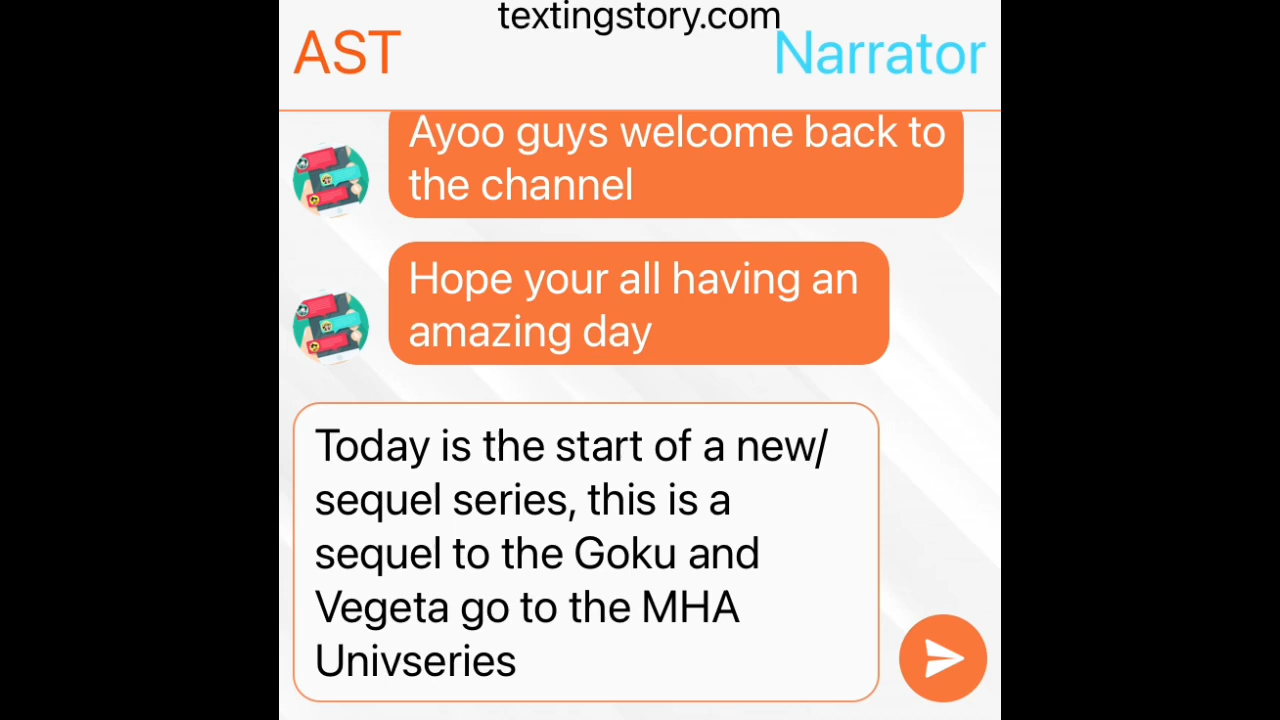 textingstory.com
AST
Narrator
Ayoo guys welcome back to
the channel
Hope your all having an
amazing day
Today is the start of a new/
sequel series, this is a
sequel to the Goku and
Vegeta go to the MHA
Univseries